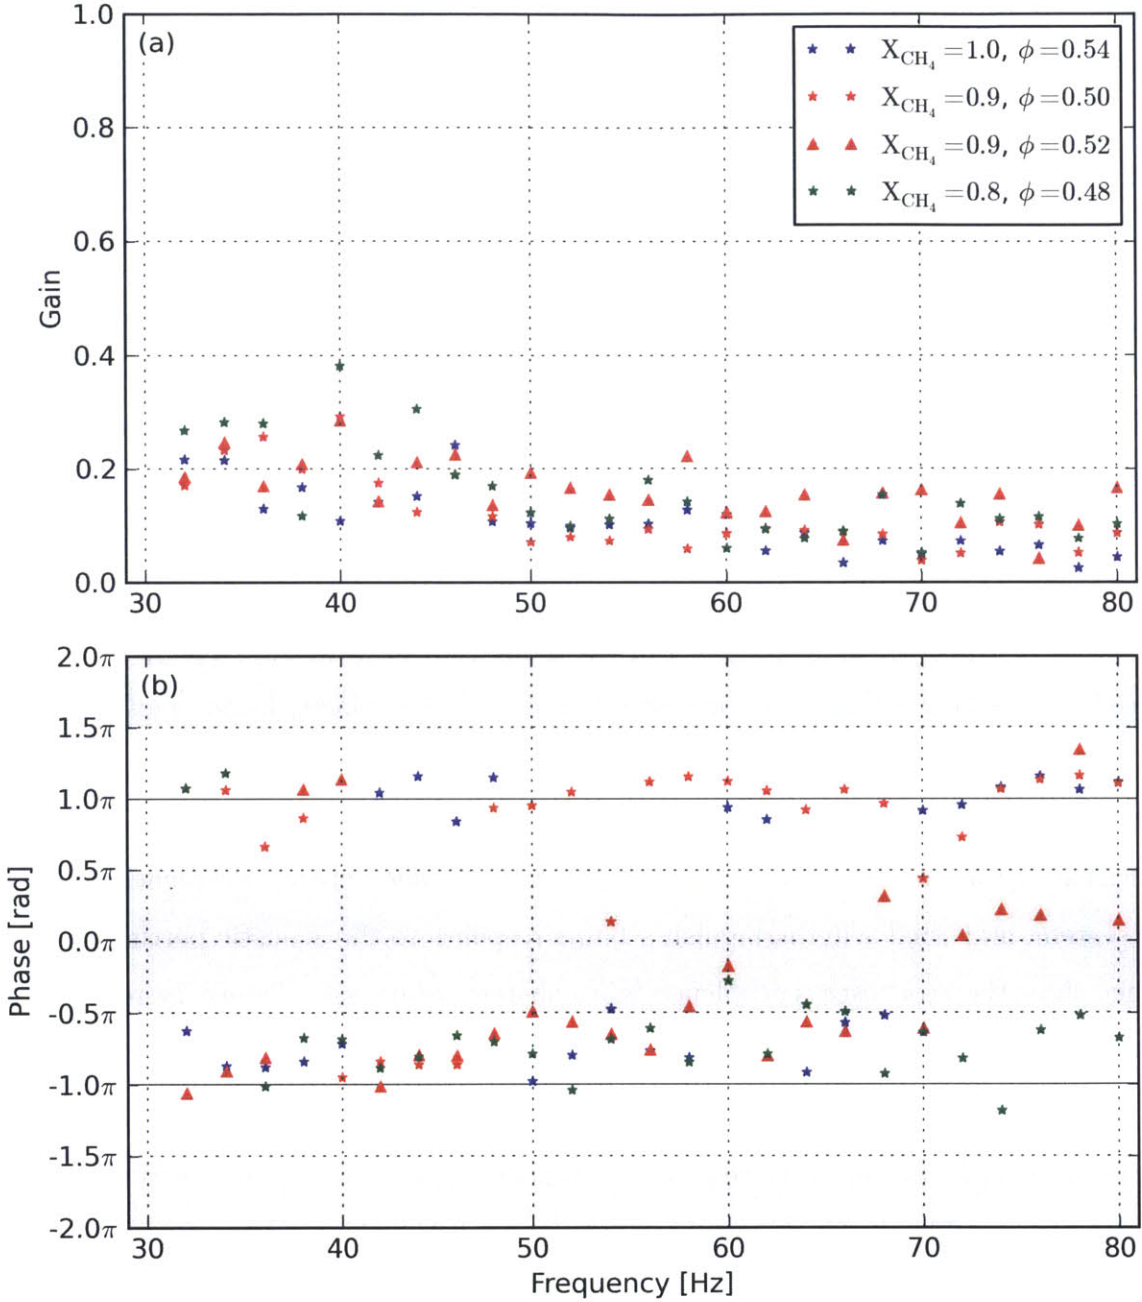 (a)
X_CH4 =1.0, ϕ=0.54
X_CH4 =0.9, ϕ=0.50
X_CH4 =0.9, ϕ=0.52
X_CH4 =0.8, ϕ=0.48
1.0
0.8
0.6
0.4
0.2
0.0
Gain
30 40 50 60 70 80
(b)
2.0π
1.5π
1.0π
0.5π
0.0π
-0.5π
-1.0π
-1.5π
-2.0π
Phase [rad]
30 40 50 60 70 80
Frequency [Hz]